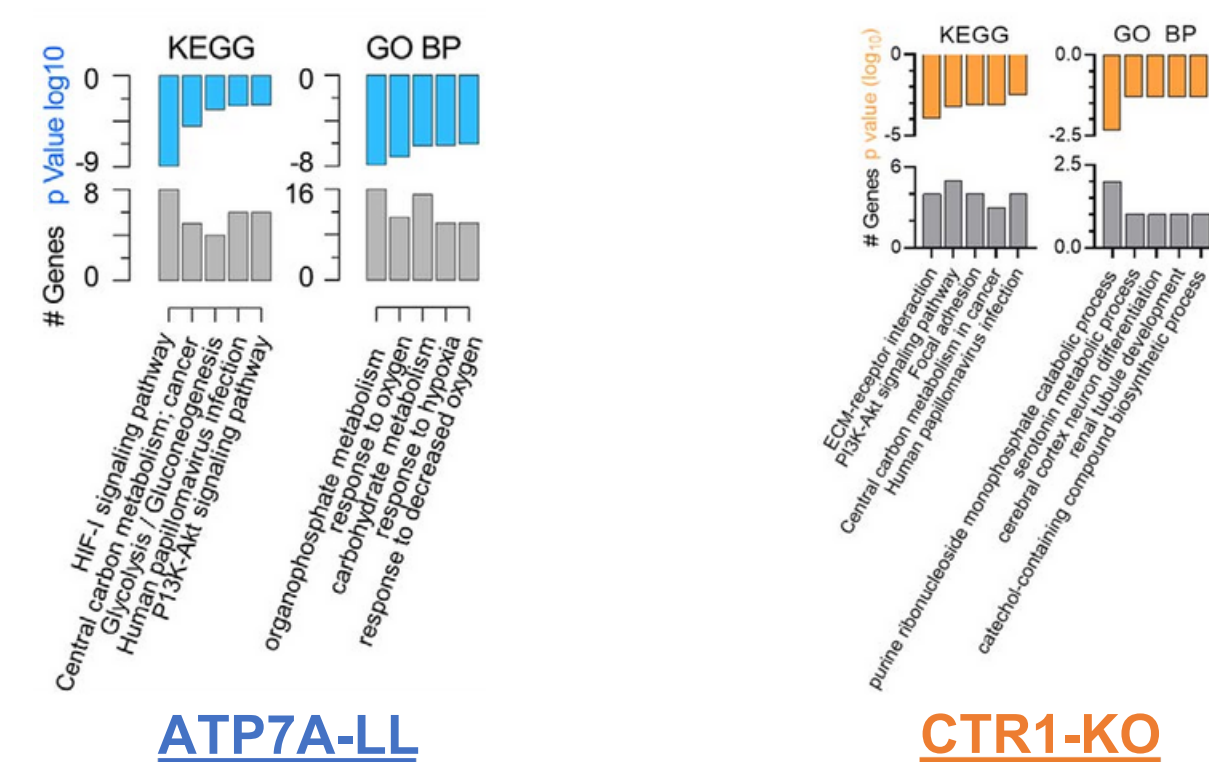 KEGG
GO BP
p Value log10
0
-9
0
-8
# Genes
8
0
16
0
HIF-I signaling pathway
Central carbon metabolism; cancer
Glycolysis / Gluconeogenesis
Human papillomavirus infection
P13K-Akt signaling pathway
organophosphate metabolism
response to oxygen
carbohydrate metabolism
response to hypoxia
response to decreased oxygen
ATP7A-LL
KEGG
GO BP
p value (log10)
0
-5
0.0
-2.5
# Genes
6
0
2.5
0.0
ECM-receptor interaction
PI3K-Akt signaling pathway
Focal adhesion
Central carbon metabolism in cancer
Human papillomavirus infection
purine ribonucleoside monophosphate catabolic process
serotonin metabolic process
cerebral cortex neuron differentiation
renal tubule development
catechol-containing compound biosynthetic process
CTR1-KO